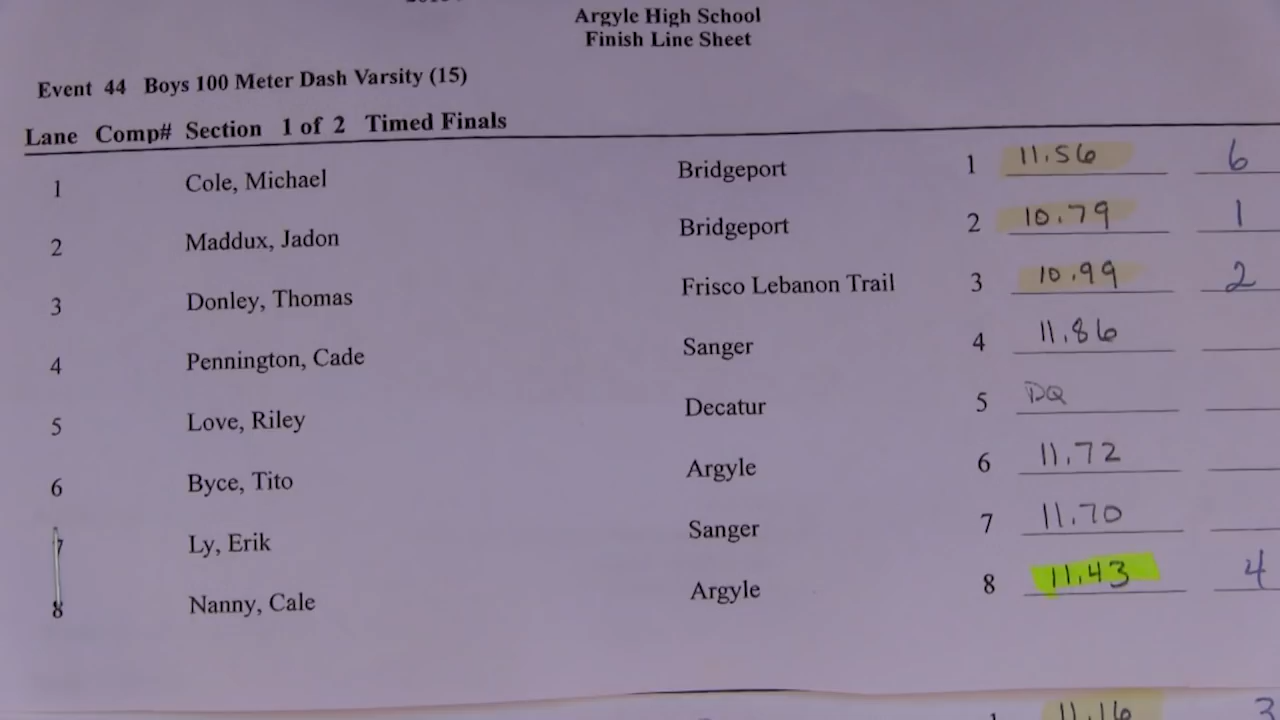 Argyle High School
Finish Line Sheet
Event 44 Boys 100 Meter Dash Varsity (15)
Lane Comp# Section 1 of 2 Timed Finals
1 Cole, Michael Bridgeport 1 11.56 6
2 Maddux, Jadon Bridgeport 2 10.79 1
3 Donley, Thomas Frisco Lebanon Trail 3 10.99 2
4 Pennington, Cade Sanger 4 11.86
5 Love, Riley Decatur 5 DQ
6 Byce, Tito Argyle 6 11.72
7 Ly, Erik Sanger 7 11.70
8 Nanny, Cale Argyle 8 11.43 4
1 11.16 3